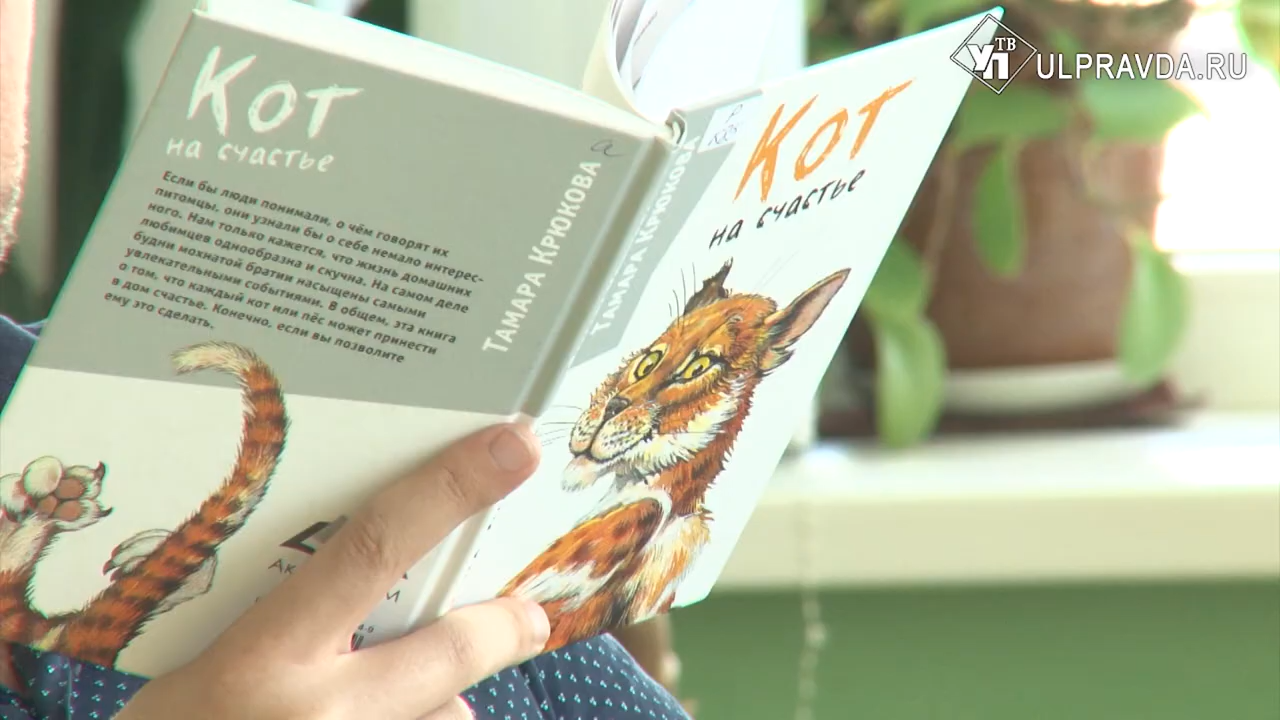 УП ТВ
ULPRAVDA.RU
Кот
на счастье
Если бы люди понимали, о чём говорят их
питомцы, они узнали бы о себе немало интерес-
ного. Нам только кажется, что жизнь домашних
любимцев однообразна и скучна. На самом деле
будни мохнатой братии насыщены самыми
увлекательными событиями. В общем, эта книга
о том, что каждый кот или пёс может принести
в дом счастье. Конечно, если вы позволите
ему это сделать.
ТАМАРА КРЮКОВА
а
ТАМАРА КРЮКОВА
Кот
на счастье